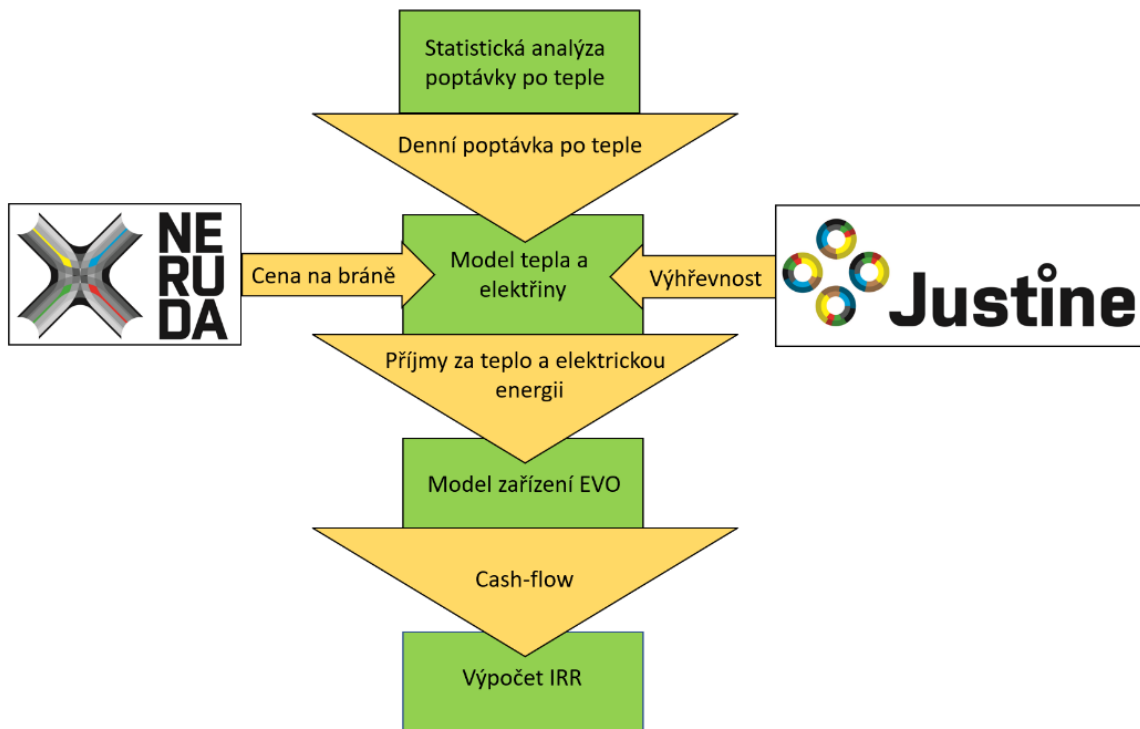 Statistická analýza
poptávky po teple
Denní poptávka po teple
NE
RU
DA
Cena na bráně
Model tepla a
elektřiny
Výhřevnost
Justine
Příjmy za teplo a elektrickou
energii
Model zařízení EVO
Cash-flow
Výpočet IRR